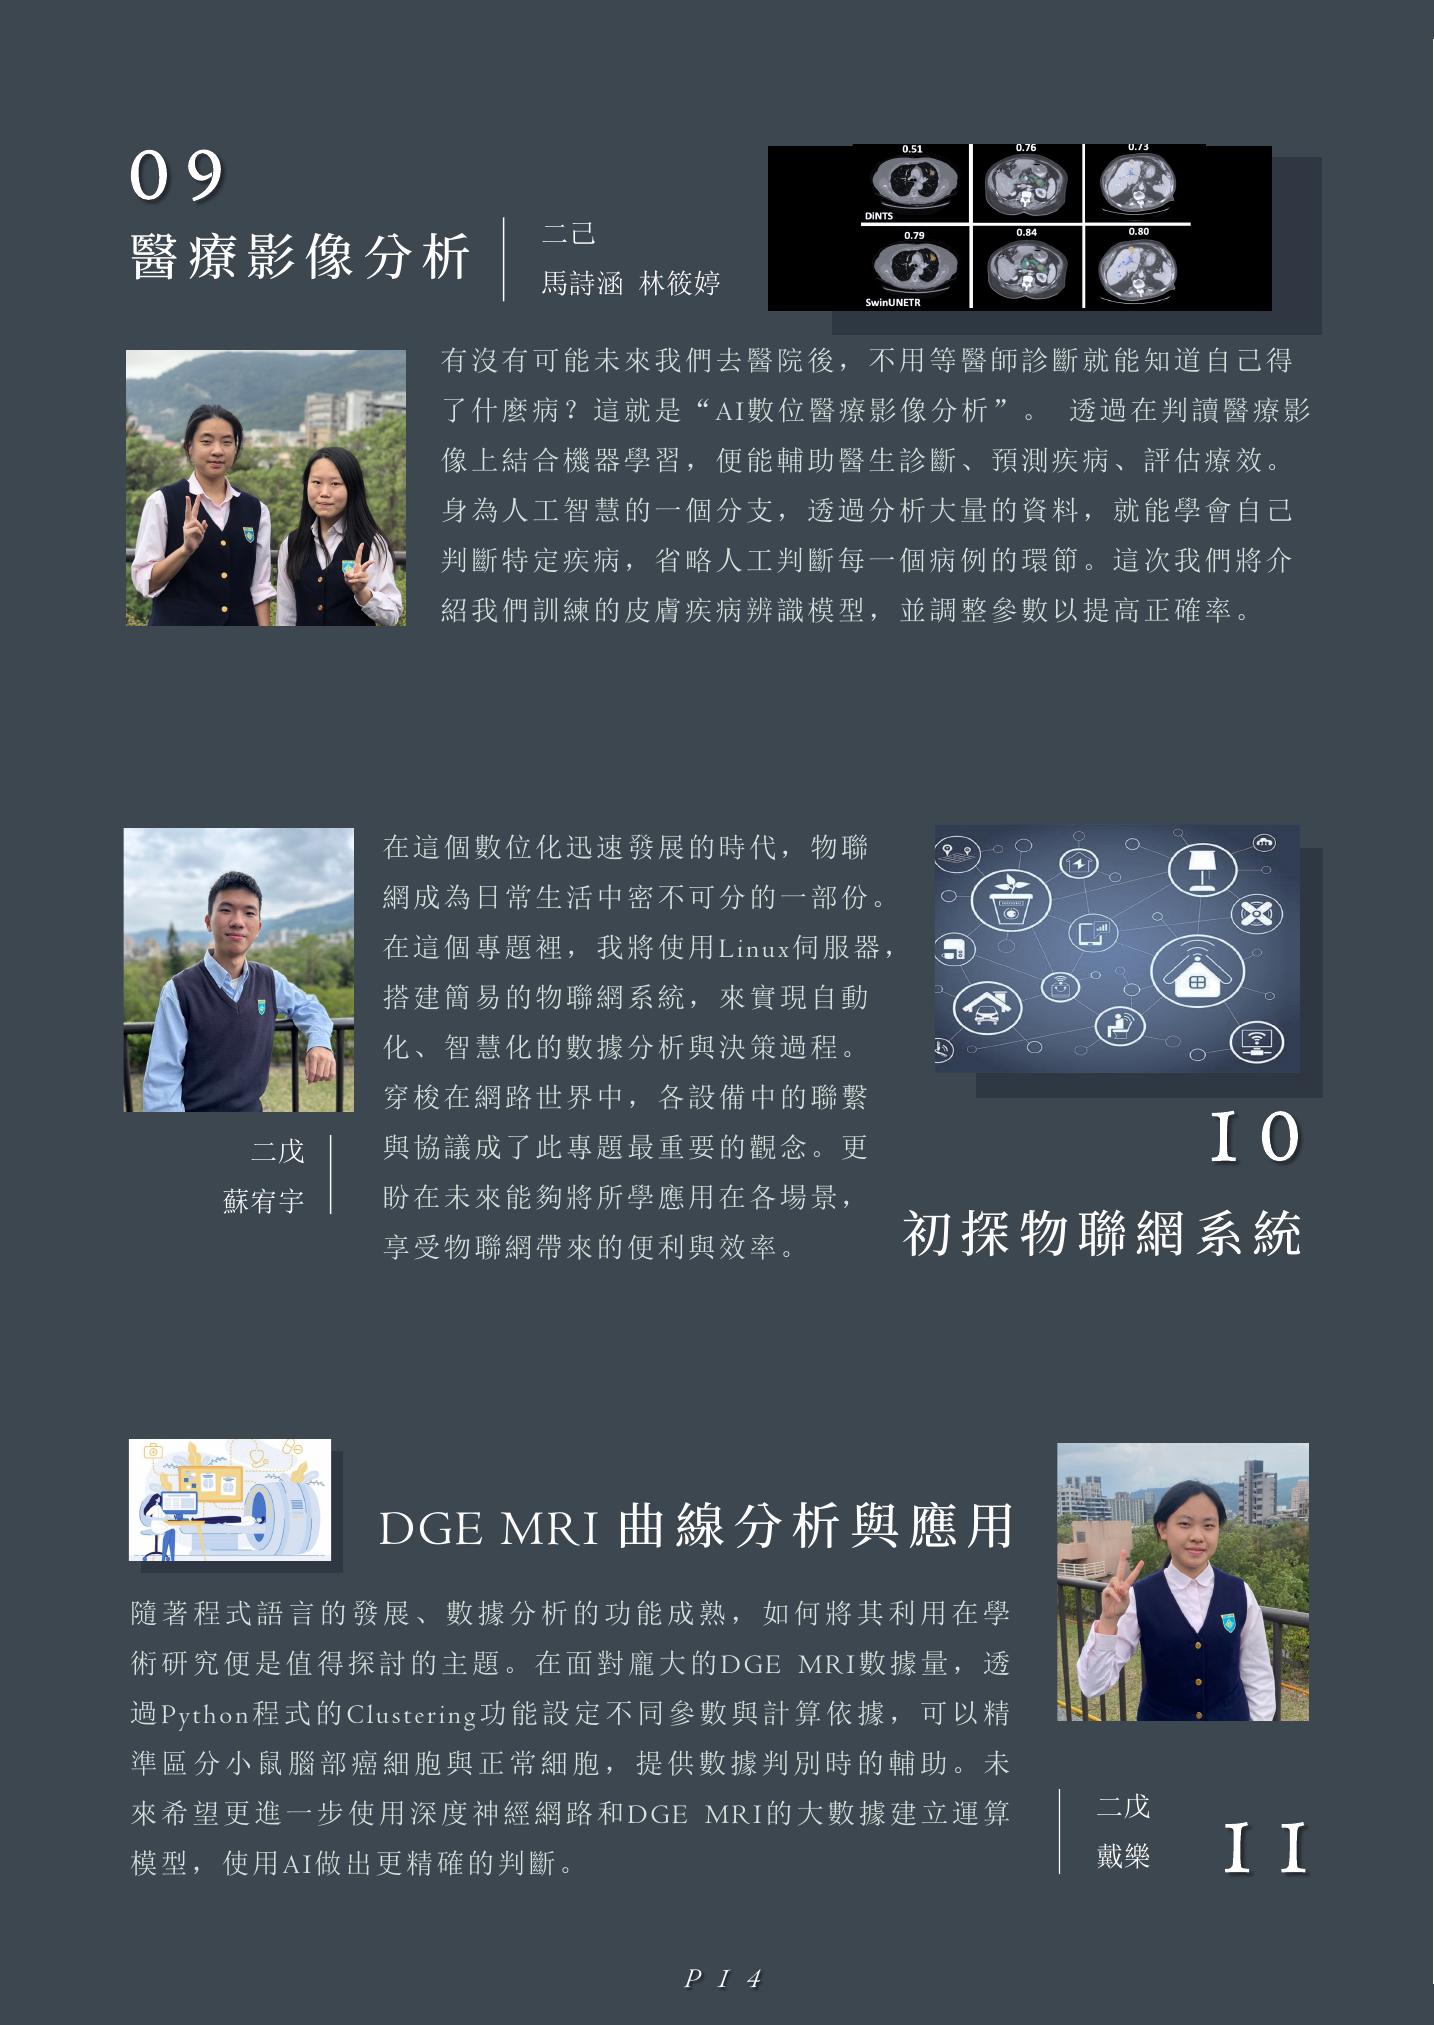 09
醫療影像分析
二己
馬詩涵 林筱婷
0.51
0.76
0.73
DiNTS
0.79
0.84
0.80
SwinUNETR
有沒有可能未來我們去醫院後，不用等醫師診斷就能知道自己得
了什麼病？這就是“AI數位醫療影像分析”。 透過在判讀醫療影
像上結合機器學習，便能輔助醫生診斷、預測疾病、評估療效。
身為人工智慧的一個分支，透過分析大量的資料，就能學會自己
判斷特定疾病，省略人工判斷每一個病例的環節。這次我們將介
紹我們訓練的皮膚疾病辨識模型，並調整參數以提高正確率。
在這個數位化迅速發展的時代，物聯
網成為日常生活中密不可分的一部份。
在這個專題裡，我將使用Linux伺服器，
搭建簡易的物聯網系統，來實現自動
化、智慧化的數據分析與決策過程。
穿梭在網路世界中，各設備中的聯繫
與協議成了此專題最重要的觀念。更
盼在未來能夠將所學應用在各場景，
享受物聯網帶來的便利與效率。
二戊
蘇宥宇
10
初探物聯網系統
DGE MRI 曲線分析與應用
隨著程式語言的發展、數據分析的功能成熟，如何將其利用在學
術研究便是值得探討的主題。在面對龐大的DGE MRI數據量，透
過Python程式的Clustering功能設定不同參數與計算依據，可以精
準區分小鼠腦部癌細胞與正常細胞，提供數據判別時的輔助。未
來希望更進一步使用深度神經網路和DGE MRI的大數據建立運算
模型，使用AI做出更精確的判斷。
二戊
戴樂
11
P14